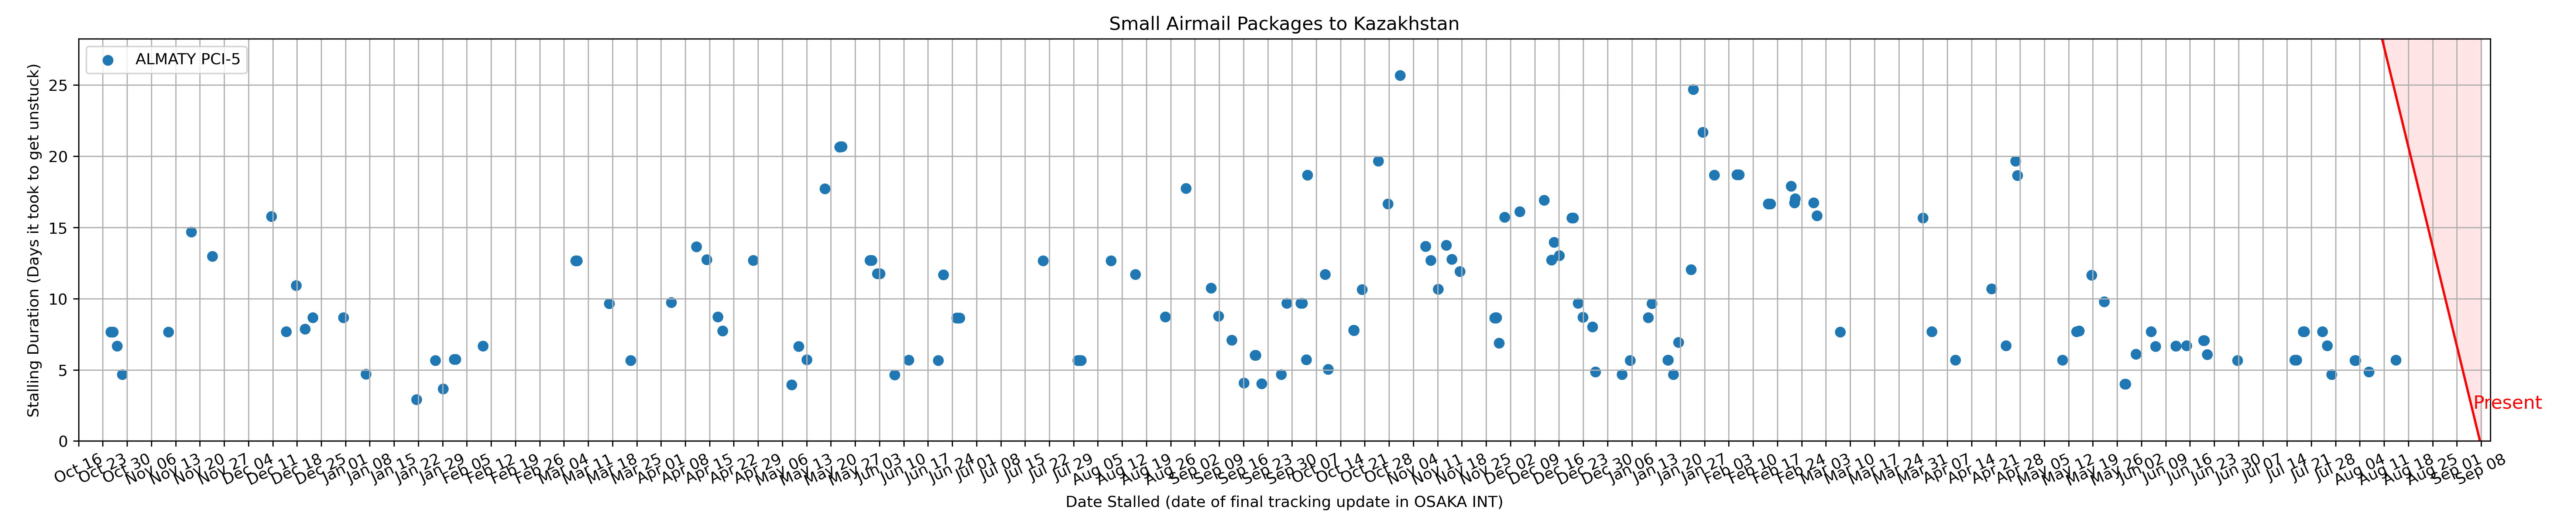 Small Airmail Packages to Kazakhstan
ALMATY PCI-5
Stalling Duration (Days it took to get unstuck)
25
20
15
10
5
0
Present
Oct 16
Oct 23
Oct 30
Nov 06
Nov 13
Nov 20
Nov 27
Dec 04
Dec 11
Dec 18
Dec 25
Jan 01
Jan 08
Jan 15
Jan 22
Jan 29
Feb 05
Feb 12
Feb 19
Feb 26
Mar 04
Mar 11
Mar 18
Mar 25
Apr 01
Apr 08
Apr 15
Apr 22
Apr 29
May 06
May 13
May 20
May 27
Jun 03
Jun 10
Jun 17
Jun 24
Jul 01
Jul 08
Jul 15
Jul 22
Jul 29
Aug 05
Aug 12
Aug 19
Aug 26
Sep 02
Sep 09
Sep 16
Sep 23
Sep 30
Oct 07
Oct 14
Oct 21
Oct 28
Nov 04
Nov 11
Nov 18
Nov 25
Dec 02
Dec 09
Dec 16
Dec 23
Dec 30
Jan 06
Jan 13
Jan 20
Jan 27
Feb 03
Feb 10
Feb 17
Feb 24
Mar 03
Mar 10
Mar 17
Mar 24
Mar 31
Apr 07
Apr 14
Apr 21
Apr 28
May 05
May 12
May 19
May 26
Jun 02
Jun 09
Jun 16
Jun 23
Jun 30
Jul 07
Jul 14
Jul 21
Jul 28
Aug 04
Aug 11
Aug 18
Aug 25
Sep 01
Sep 08
Date Stalled (date of final tracking update in OSAKA INT)